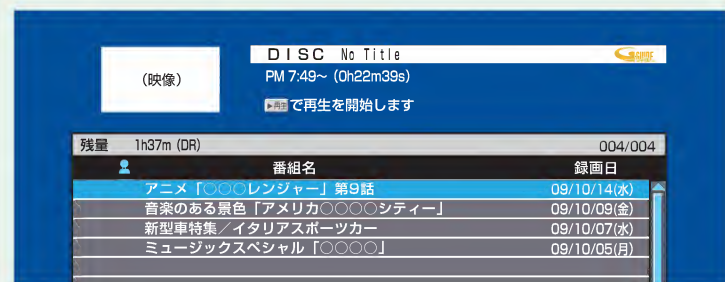 DISC No Title
G GUIDE
(映像)
PM 7:49~ (0h22m39s)
▶再生 で再生を開始します
残量 1h37m (DR) 004/004
番組名 録画日
アニメ「○○○レンジャー」第9話 09/10/14(水)
音楽のある景色「アメリカ○○○○シティー」 09/10/09(金)
新型車特集／イタリアスポーツカー 09/10/07(水)
ミュージックスペシャル「○○○○」 09/10/05(月)